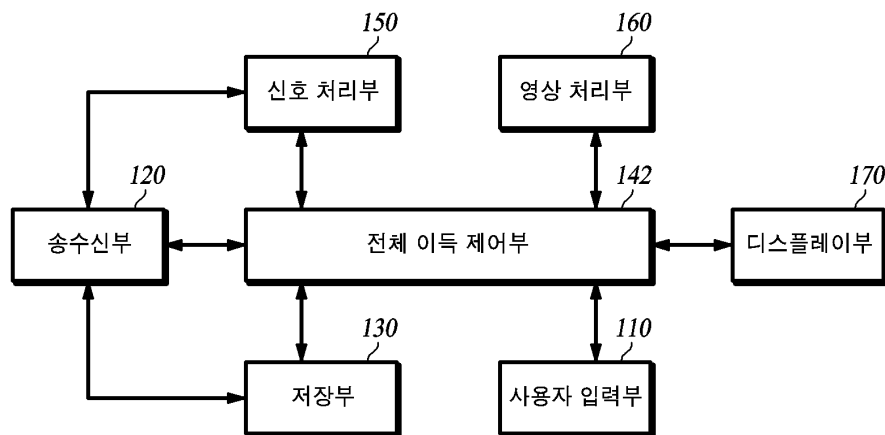 150
신호 처리부
160
영상 처리부
120
송수신부
142
전체 이득 제어부
170
디스플레이부
130
저장부
110
사용자 입력부